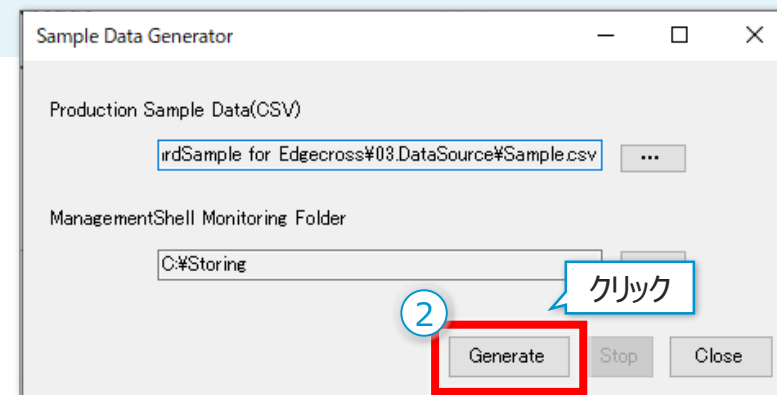 Sample Data Generator
Production Sample Data(CSV)
rdSample for Edgecross¥03.DataSource¥Sample.csv
...
ManagementShell Monitoring Folder
C:¥Storing
クリック
2
Generate
Stop
Close